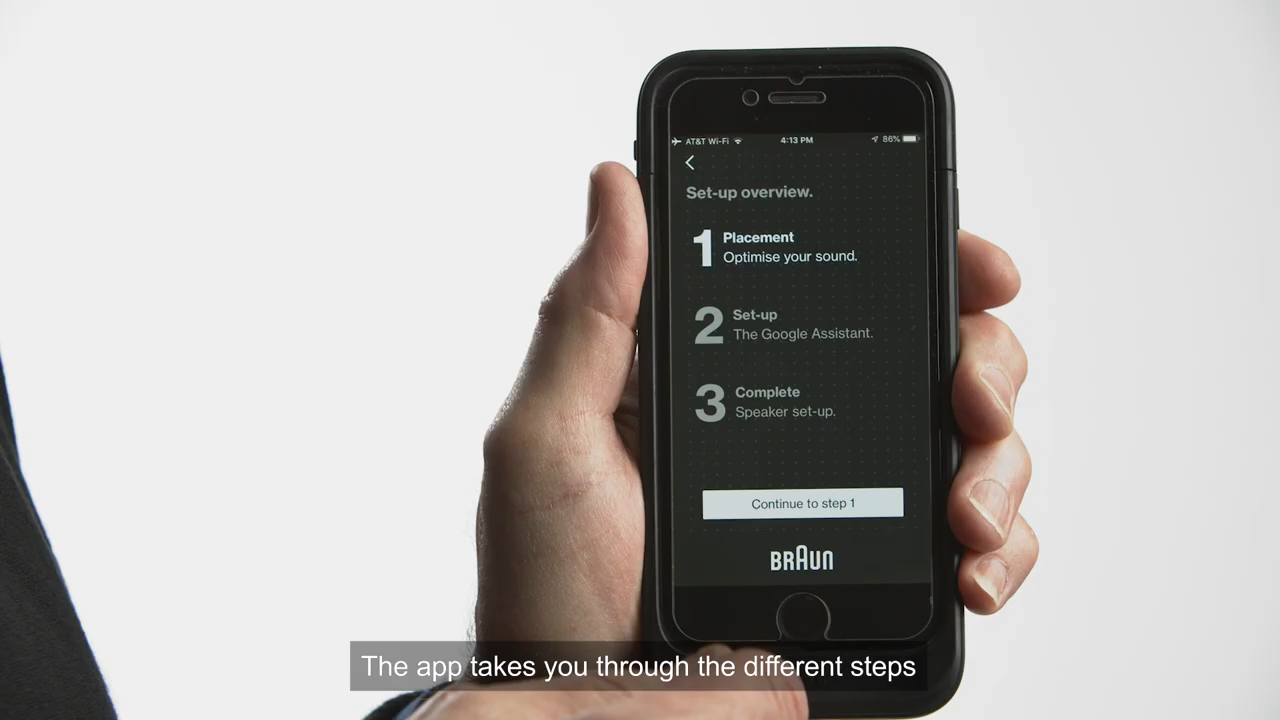 AT&T Wi-Fi 4:13 PM 86%
Set-up overview.
1 Placement
Optimise your sound.
2 Set-up
The Google Assistant.
3 Complete
Speaker set-up.
Continue to step 1
BRAUN
The app takes you through the different steps